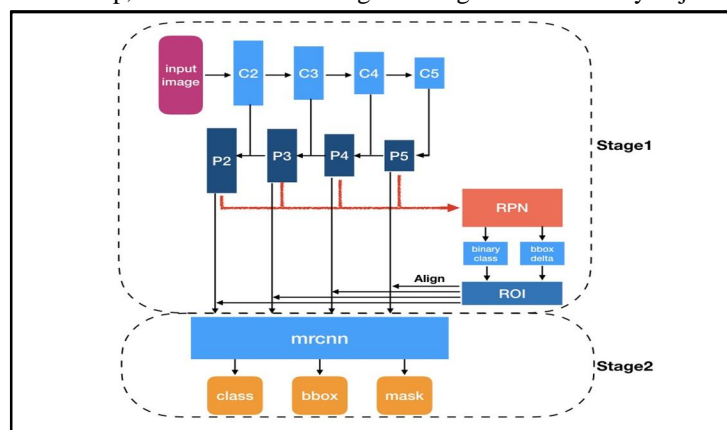 input
image
C2
C3
C4
C5
P2
P3
P4
P5
Stage1
RPN
binary
class
bbox
delta
Align
ROI
mrcnn
Stage2
class
bbox
mask